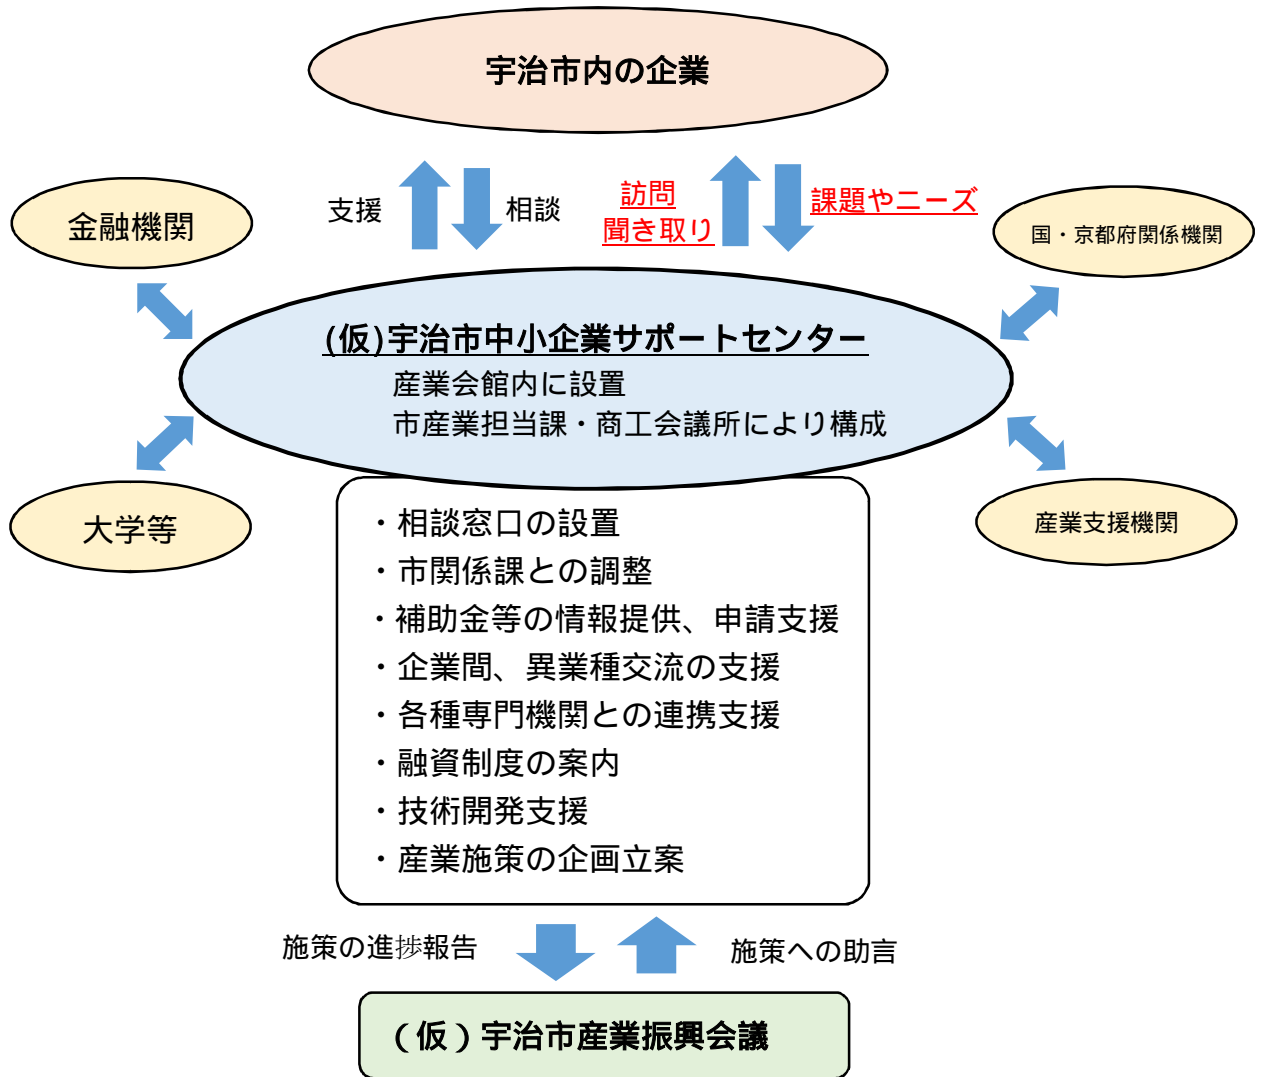 宇治市内の企業
支援
相談
訪問
聞き取り
課題やニーズ
金融機関
国・京都府関係機関
(仮)宇治市中小企業サポートセンター
産業会館内に設置
市産業担当課・商工会議所により構成
大学等
産業支援機関
・相談窓口の設置
・市関係課との調整
・補助金等の情報提供、申請支援
・企業間、異業種交流の支援
・各種専門機関との連携支援
・融資制度の案内
・技術開発支援
・産業施策の企画立案
施策の進捗報告
施策への助言
（仮）宇治市産業振興会議